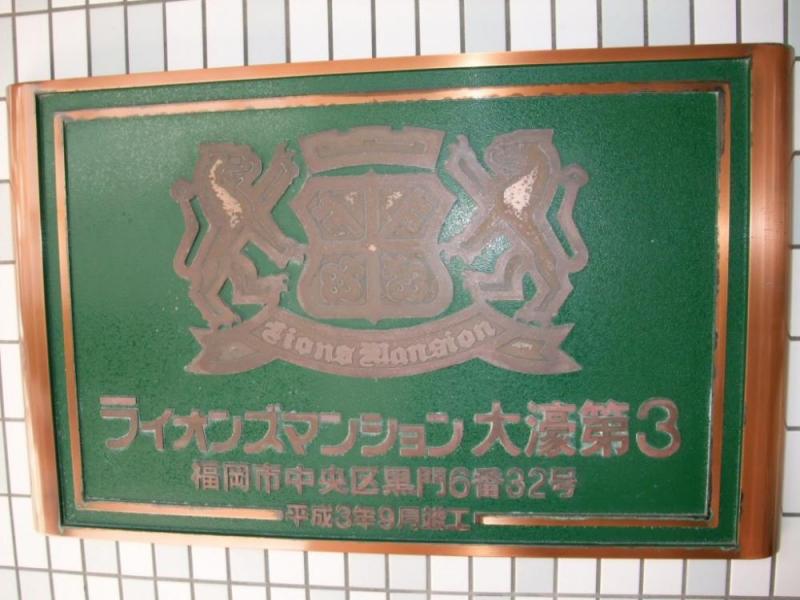 Lions Mansion
ライオンズマンション大濠第3
福岡市中央区黒門6番32号
平成3年9月竣工